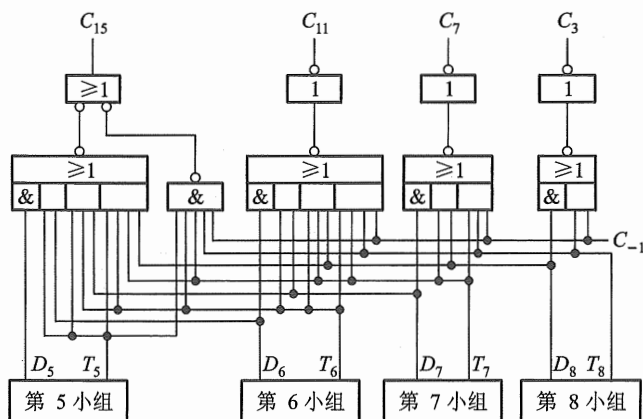 C₁₅ C₁₁ C₇ C₃
≥1 1 1 1
≥1 ≥1 ≥1 ≥1
& & & & &
C₋₁
D₅ T₅ D₆ T₆ D₇ T₇ D₈ T₈
第 5 小组 第 6 小组 第 7 小组 第 8 小组